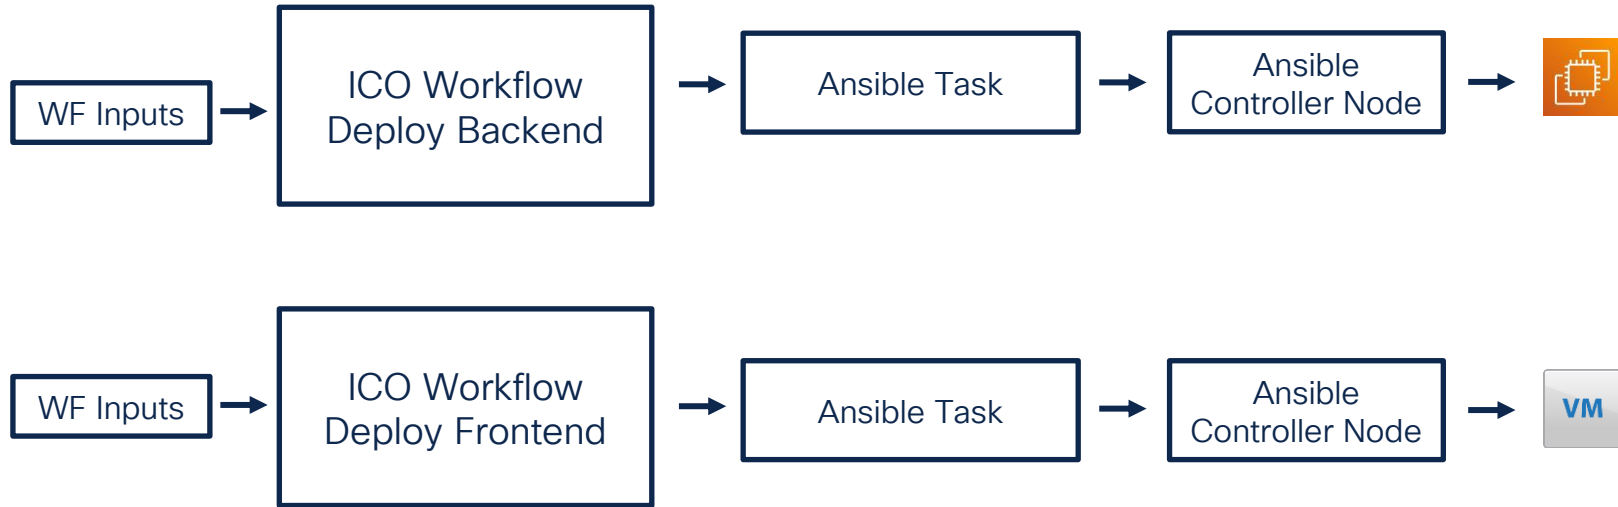 WF Inputs
ICO Workflow
Deploy Backend
Ansible Task
Ansible
Controller Node
WF Inputs
ICO Workflow
Deploy Frontend
Ansible Task
Ansible
Controller Node
VM